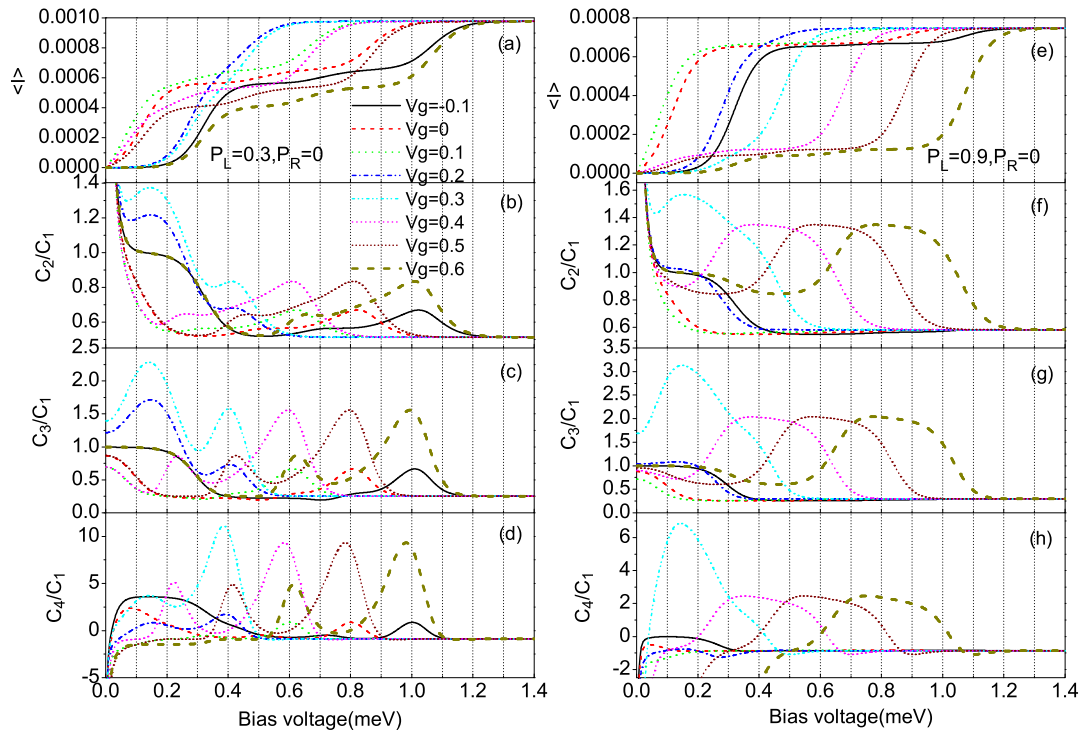 0.0010
0.0008
0.0006
0.0004
0.0002
0.0000
<I>
(a)
P_L=0.3,P_R=0
Vg=-0.1
Vg=0
Vg=0.1
Vg=0.2
Vg=0.3
Vg=0.4
Vg=0.5
Vg=0.6
1.4
1.2
1.0
0.8
0.6
C_2/C_1
(b)
2.5
2.0
1.5
1.0
0.5
0.0
C_3/C_1
(c)
10
5
0
-5
C_4/C_1
(d)
0.0 0.2 0.4 0.6 0.8 1.0 1.2 1.4
Bias voltage(meV)
0.0008
0.0006
0.0004
0.0002
0.0000
<I>
(e)
P_L=0.9,P_R=0
1.6
1.4
1.2
1.0
0.8
0.6
C_2/C_1
(f)
3.5
3.0
2.0
1.5
1.0
0.5
0.0
C_3/C_1
(g)
6
4
2
0
-2
C_4/C_1
(h)
0.0 0.2 0.4 0.6 0.8 1.0 1.2 1.4
Bias voltage(meV)